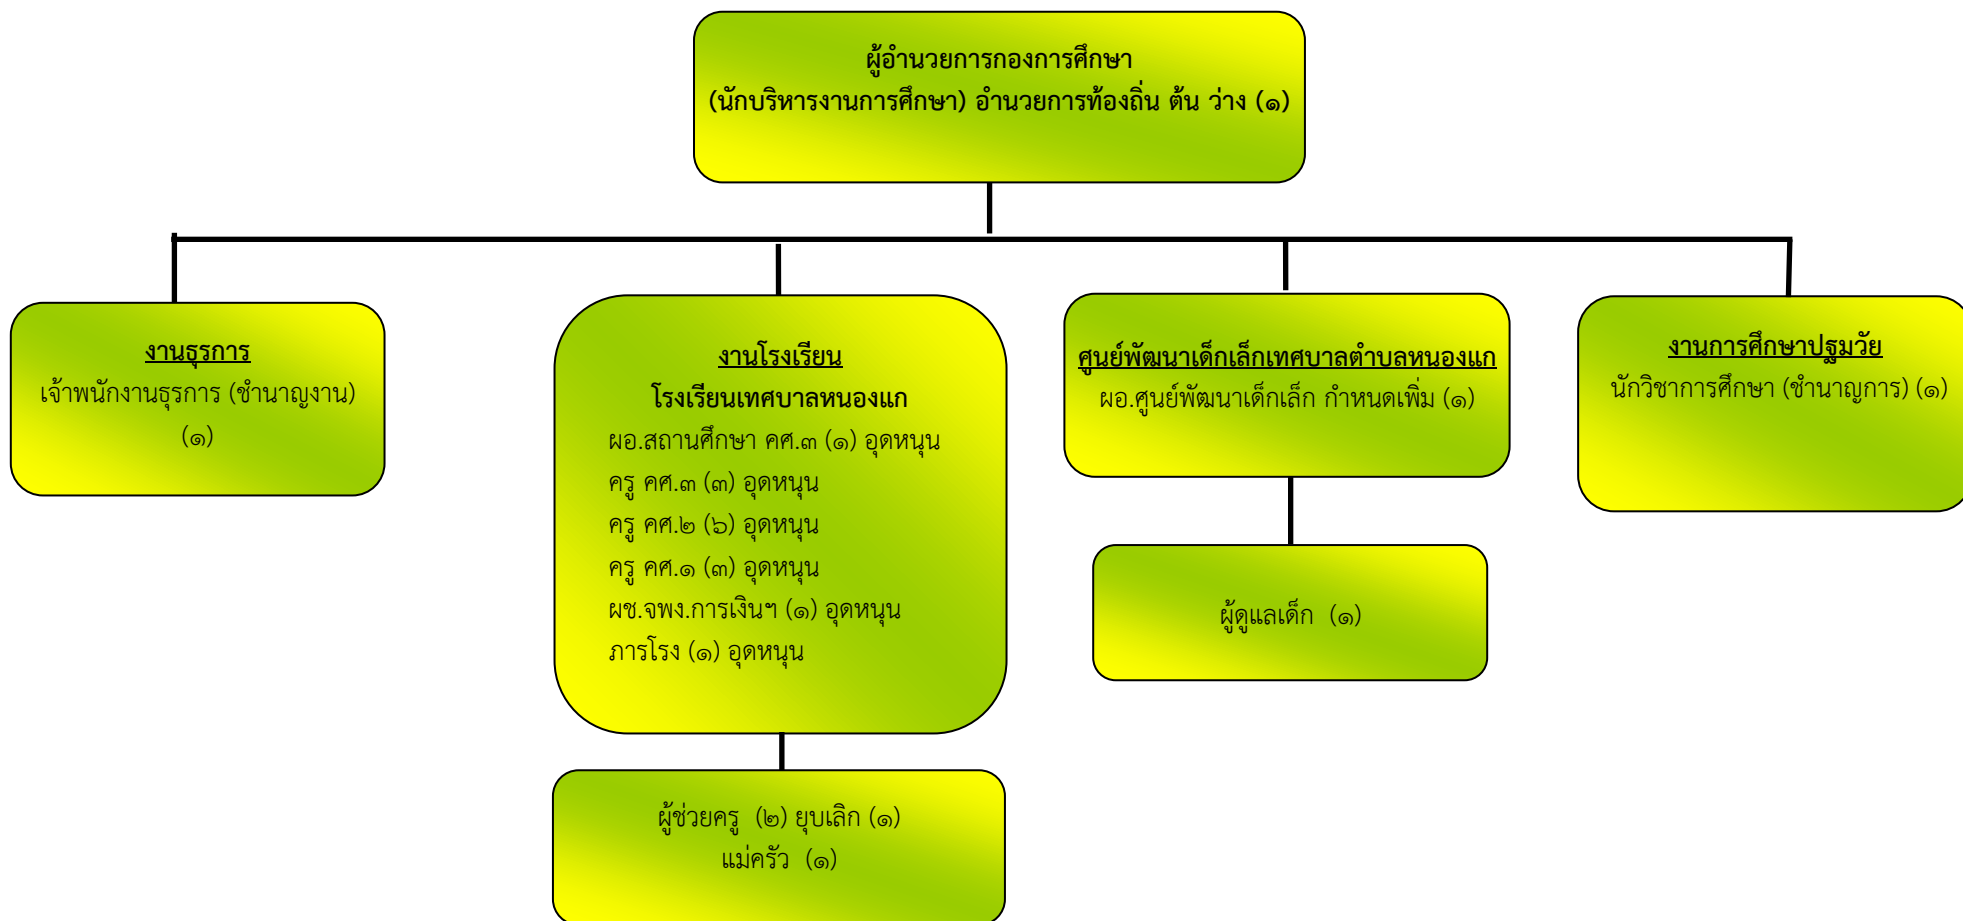 ผู้อำนวยการกองการศึกษา
(นักบริหารงานการศึกษา) อำนวยการท้องถิ่น ต้น ว่าง (๑)
งานธุรการ
เจ้าพนักงานธุรการ (ชำนาญงาน)
(๑)
งานโรงเรียน
โรงเรียนเทศบาลหนองแก
ผอ.สถานศึกษา คศ.๓ (๑) อุดหนุน
ครู คศ.๓ (๓) อุดหนุน
ครู คศ.๒ (๖) อุดหนุน
ครู คศ.๑ (๓) อุดหนุน
ผช.จพง.การเงินฯ (๑) อุดหนุน
ภารโรง (๑) อุดหนุน
ผู้ช่วยครู (๒) ยุบเลิก (๑)
แม่ครัว (๑)
ศูนย์พัฒนาเด็กเล็กเทศบาลตำบลหนองแก
ผอ.ศูนย์พัฒนาเด็กเล็ก กำหนดเพิ่ม (๑)
ผู้ดูแลเด็ก (๑)
งานการศึกษาปฐมวัย
นักวิชาการศึกษา (ชำนาญการ) (๑)